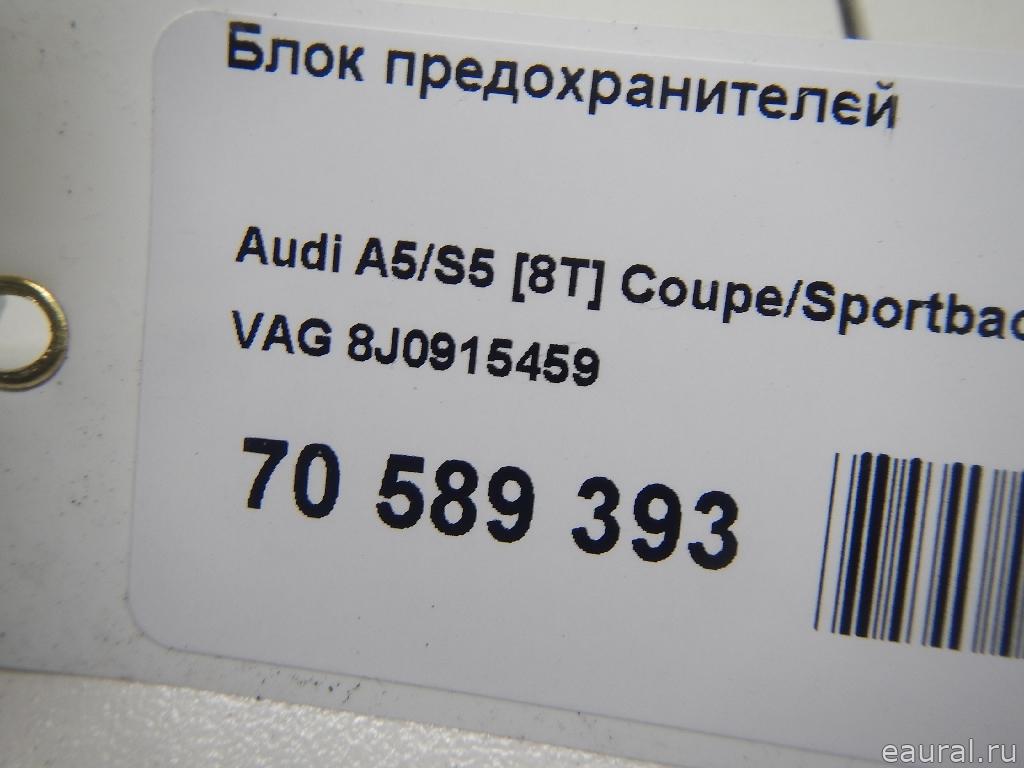 Блок предохранителей
Audi A5/S5 [8T] Coupe/Sportbac
VAG 8J0915459
70 589 393
eaural.ru